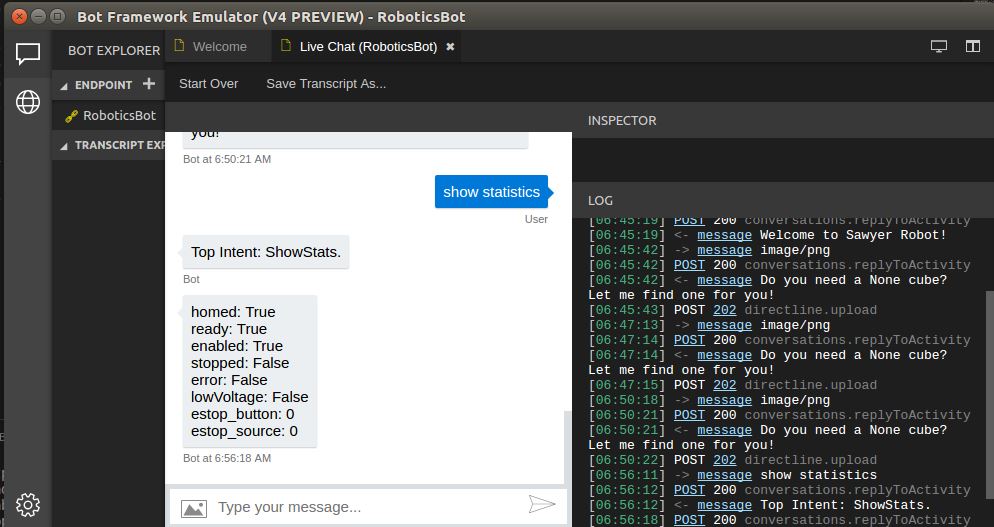 Bot Framework Emulator (V4 PREVIEW) - RoboticsBot
BOT EXPLORER
ENDPOINT +
RoboticsBot
TRANSCRIPT EXP
Welcome
Live Chat (RoboticsBot) ✖
Start Over Save Transcript As...
you!
Bot at 6:50:21 AM
show statistics
User
Top Intent: ShowStats.
Bot
homed: True
ready: True
enabled: True
stopped: False
error: False
lowVoltage: False
estop_button: 0
estop_source: 0
Bot at 6:56:18 AM
Type your message...
INSPECTOR
LOG
[06:45:19] POST 200 conversations.replyToActivity
[06:45:19] <- message Welcome to Sawyer Robot!
[06:45:42] -> message image/png
[06:45:42] POST 200 conversations.replyToActivity
[06:45:42] <- message Do you need a None cube?
Let me find one for you!
[06:45:43] POST 202 directline.upload
[06:47:13] -> message image/png
[06:47:14] POST 200 conversations.replyToActivity
[06:47:14] <- message Do you need a None cube?
Let me find one for you!
[06:47:15] POST 202 directline.upload
[06:50:18] -> message image/png
[06:50:21] POST 200 conversations.replyToActivity
[06:50:21] <- message Do you need a None cube?
Let me find one for you!
[06:50:22] POST 202 directline.upload
[06:56:11] -> message show statistics
[06:56:12] POST 200 conversations.replyToActivity
[06:56:12] <- message Top Intent: ShowStats.
[06:56:18] POST 200 conversations.replyToActivity